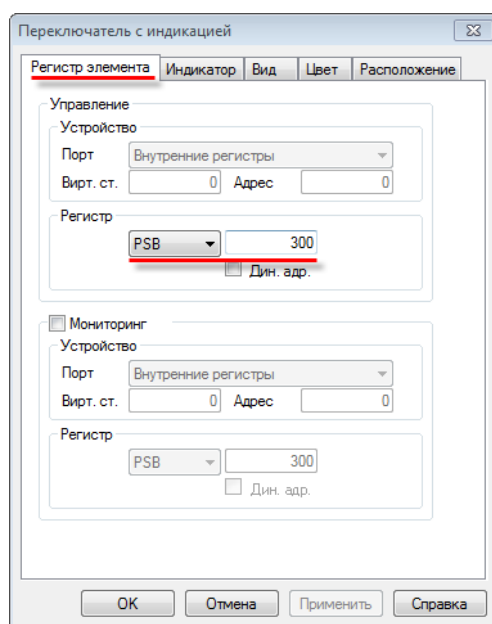 Переключатель с индикацией
Регистр элемента Индикатор Вид Цвет Расположение
Управление
Устройство
Порт Внутренние регистры
Вирт. ст. 0 Адрес 0
Регистр
PSB 300
Дин. адр.
Мониторинг
Устройство
Порт Внутренние регистры
Вирт. ст. 0 Адрес 0
Регистр
PSB 300
Дин. адр.
OK Отмена Применить Справка